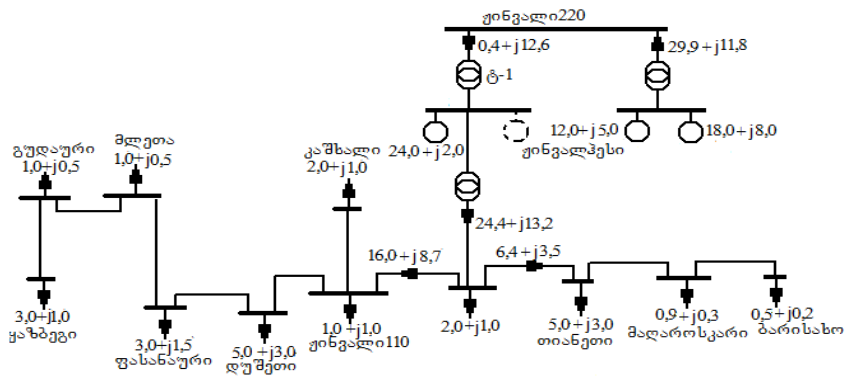 ჟინვალი220
0,4+j12,6
29,9+j11,8
ტ-1
12,0+j5,0
18,0+j8,0
ჟინვალჰესი
24,0+j2,0
გუდაური
1,0+j0,5
მლეთა
1,0+j0,5
კაშხალი
2,0+j1,0
24,4+j13,2
16,0+j8,7
6,4+j3,5
3,0+j1,0
ყაზბეგი
3,0+j1,5
ფასანაური
5,0+j3,0
დუშეთი
1,0+j1,0
ჟინვალი110
2,0+j1,0
5,0+j3,0
თიანეთი
0,9+j0,3
მაღაროსკარი
0,5+j0,2
ბარისახო